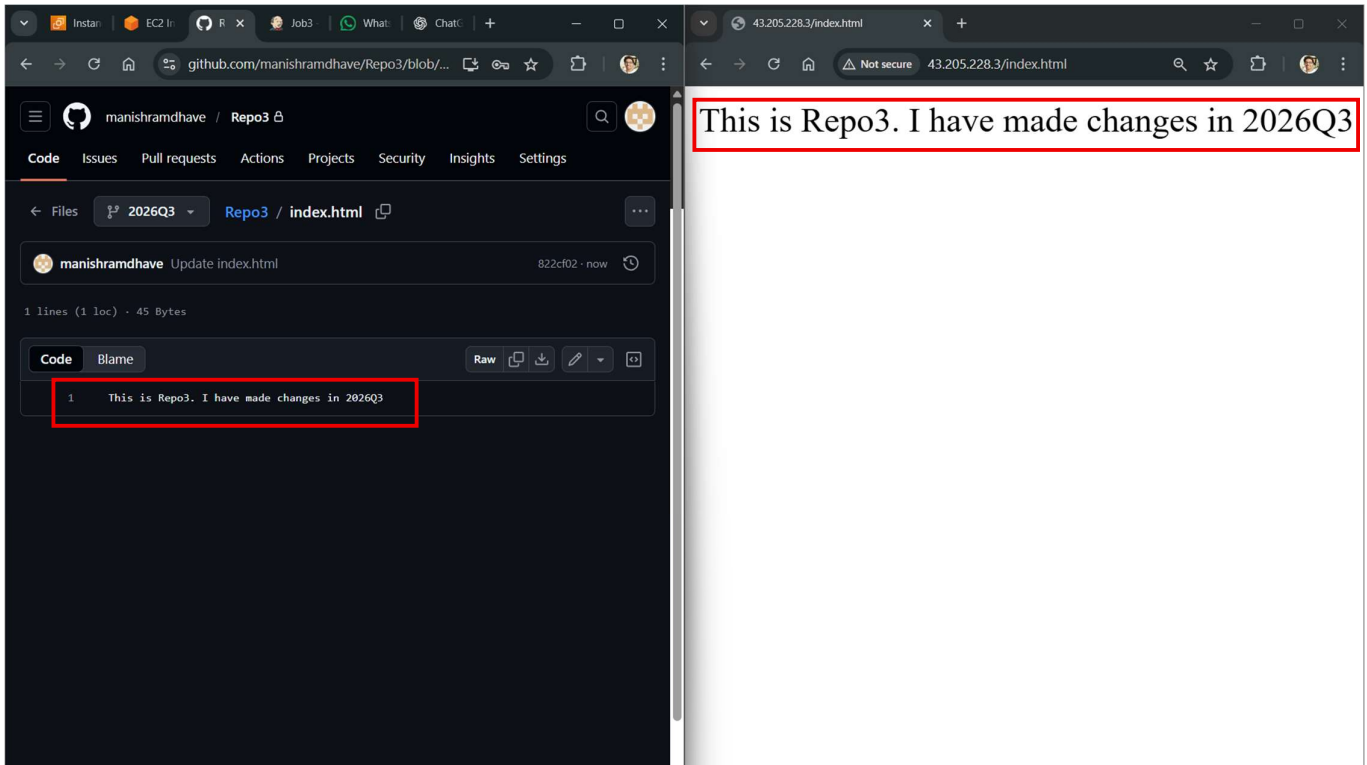 Instan
EC2 In
R
Job3
What
ChatG
github.com/manishramdhave/Repo3/blob/...
manishramdhave / Repo3
Code Issues Pull requests Actions Projects Security Insights Settings
Files 2026Q3 Repo3 / index.html
manishramdhave Update index.html 822cf02 · now
1 lines (1 loc) · 45 Bytes
Code Blame Raw
1 This is Repo3. I have made changes in 2026Q3
43.205.228.3/index.html
Not secure 43.205.228.3/index.html
This is Repo3. I have made changes in 2026Q3